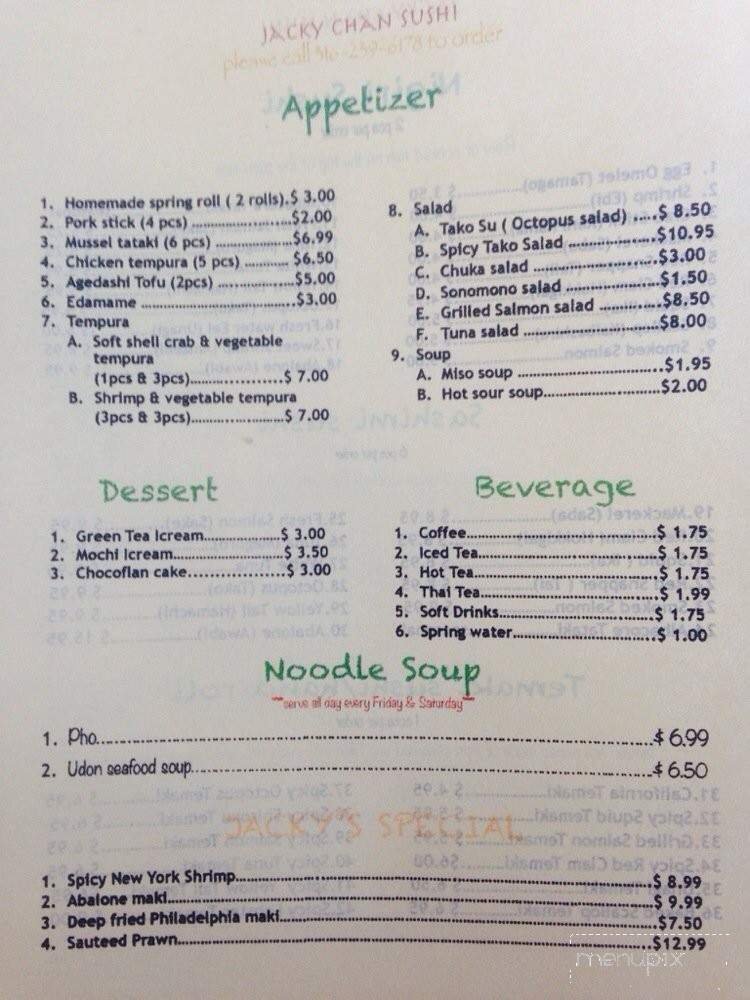 JACKY CHAN SUSHI
please call 316-239-6178 to order
Appetizer
1. Homemade spring roll ( 2 rolls).$ 3.00
2. Pork stick (4 pcs) ........................$2.00
3. Mussel tataki (6 pcs) ...................$6.99
4. Chicken tempura (5 pcs) ........... $6.50
5. Agedashi Tofu (2pcs) ..................$5.00
6. Edamame ....................................$3.00
7. Tempura
A. Soft shell crab & vegetable
tempura
(1pcs & 3pcs).......................$ 7.00
B. Shrimp & vegetable tempura
(3pcs & 3pcs).......................$ 7.00
8. Salad
A. Tako Su ( Octopus salad) .....$ 8.50
B. Spicy Tako Salad ..................$10.95
C. Chuka salad .........................$3.00
D. Sonomono salad ...................$1.50
E. Grilled Salmon salad ............$8.50
F. Tuna salad ...........................$8.00
9. Soup
A. Miso soup .............................$1.95
B. Hot sour soup........................$2.00
Dessert
1. Green Tea Icream..................$ 3.00
2. Mochi Icream.........................$ 3.50
3. Chocoflan cake.......................$ 3.00
Beverage
1. Coffee........................................$ 1.75
2. Iced Tea.....................................$ 1.75
3. Hot Tea......................................$ 1.75
4. Thai Tea.....................................$ 1.99
5. Soft Drinks.................................$ 1.75
6. Spring water..............................$ 1.00
Noodle Soup
~serve all day every Friday & Saturday~
1. Pho..........................................................................$ 6.99
2. Udon seafood soup..................................................$ 6.50
JACKY'S SPECIAL
1. Spicy New York Shrimp...............................................$ 8.99
2. Abalone maki..............................................................$ 9.99
3. Deep fried Philadelphia maki........................................$7.50
4. Sauteed Prawn............................................................$12.99
menupix